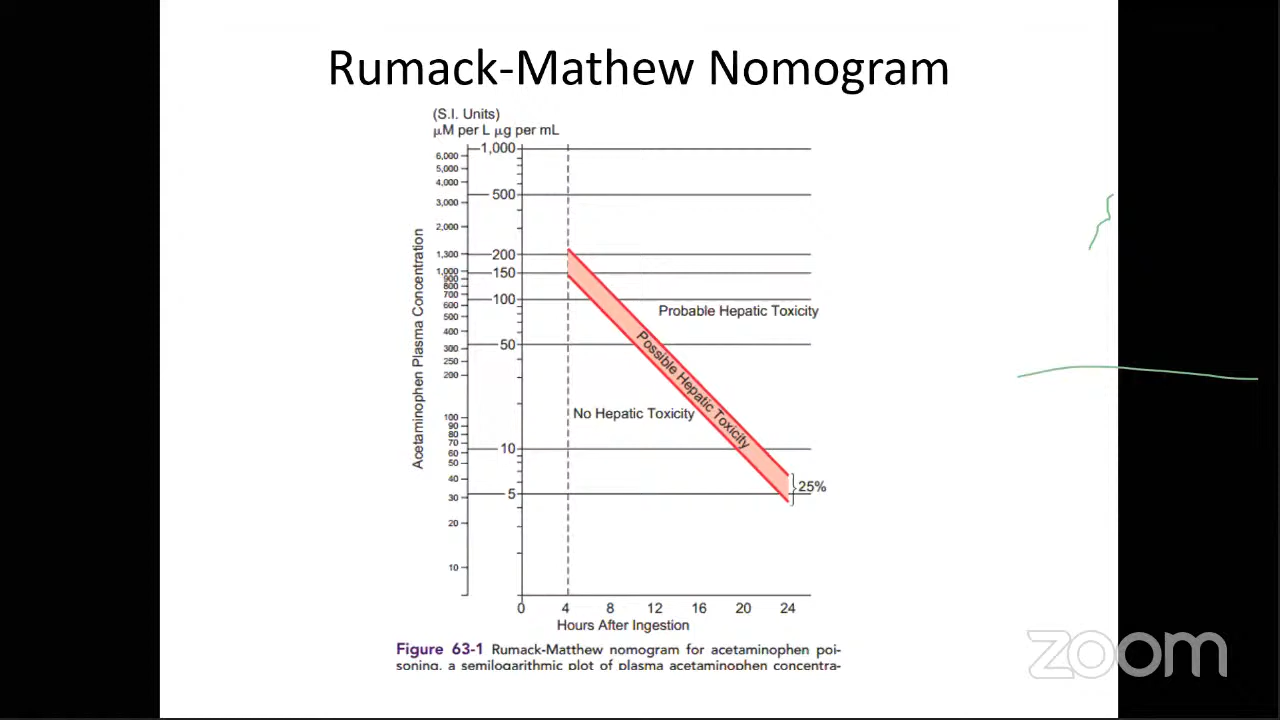 Rumack-Mathew Nomogram
(S.I. Units)
μM per L μg per mL
6,000
5,000
4,000
3,000
2,000
1,300
1,000
900
800
700
600
500
400
300
250
200
100
90
80
70
60
50
40
30
20
10
1,000
500
200
150
100
50
10
5
Acetaminophen Plasma Concentration
Probable Hepatic Toxicity
Possible Hepatic Toxicity
No Hepatic Toxicity
25%
0 4 8 12 16 20 24
Hours After Ingestion
Figure 63-1 Rumack-Matthew nomogram for acetaminophen poi-
soning, a semilogarithmic plot of plasma acetaminophen concentra-
zoom